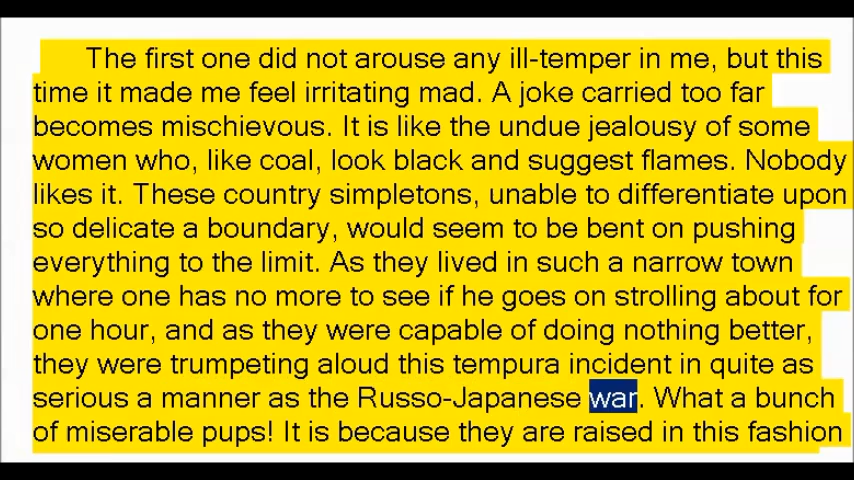 The first one did not arouse any ill-temper in me, but this
time it made me feel irritating mad. A joke carried too far
becomes mischievous. It is like the undue jealousy of some
women who, like coal, look black and suggest flames. Nobody
likes it. These country simpletons, unable to differentiate upon
so delicate a boundary, would seem to be bent on pushing
everything to the limit. As they lived in such a narrow town
where one has no more to see if he goes on strolling about for
one hour, and as they were capable of doing nothing better,
they were trumpeting aloud this tempura incident in quite as
serious a manner as the Russo-Japanese war. What a bunch
of miserable pups! It is because they are raised in this fashion